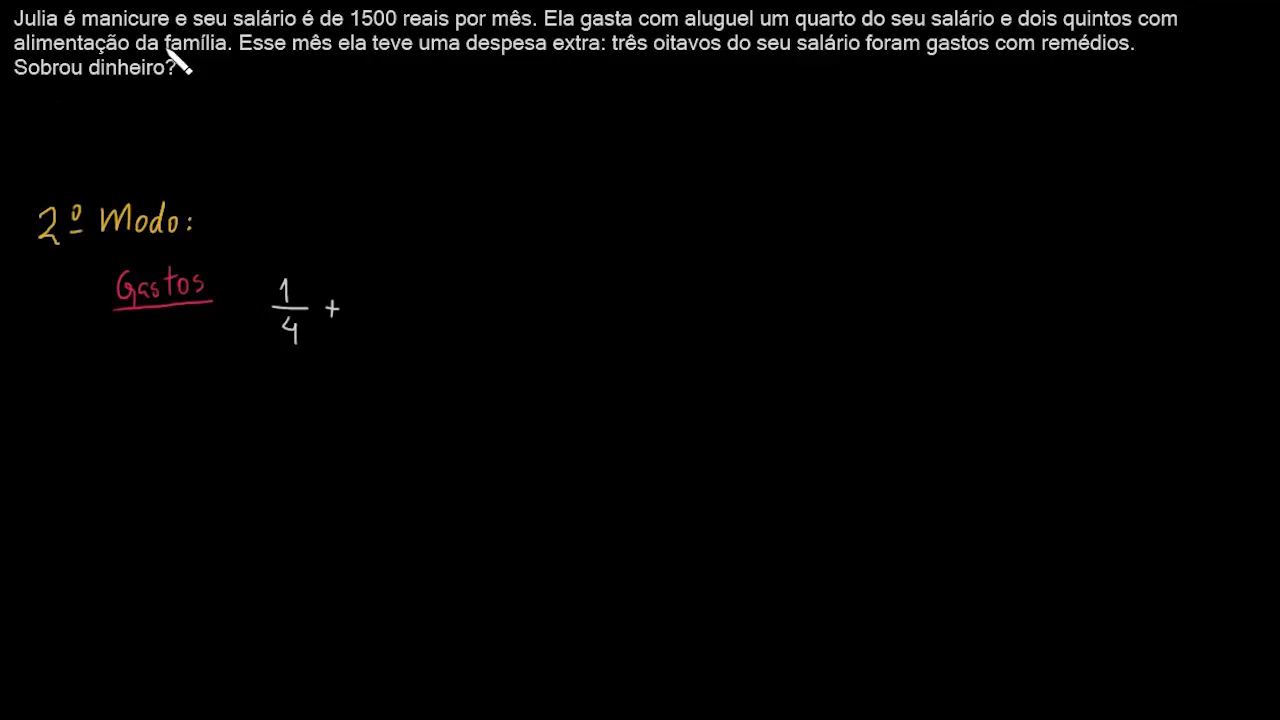 Julia é manicure e seu salário é de 1500 reais por mês. Ela gasta com aluguel um quarto do seu salário e dois quintos com
alimentação da família. Esse mês ela teve uma despesa extra: três oitavos do seu salário foram gastos com remédios.
Sobrou dinheiro?
2º Modo:
Gastos 1/4 +